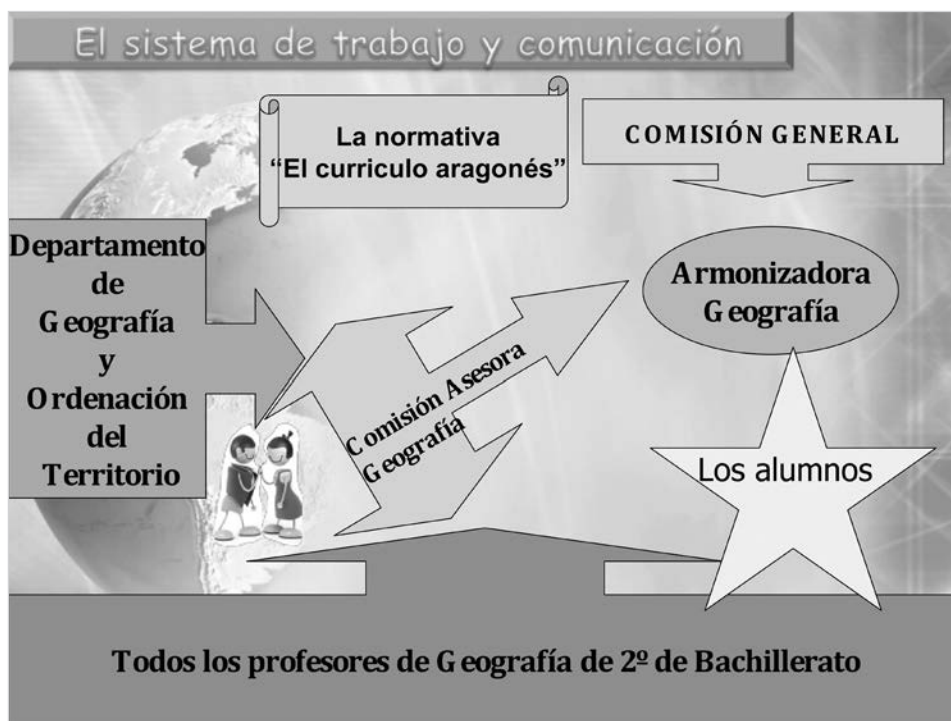 El sistema de trabajo y comunicación
La normativa
“El curriculo aragonés”
COMISIÓN GENERAL
Departamento
de
Geografía
y
Ordenación
del
Territorio
Armonizadora
Geografía
Comisión Asesora
Geografía
Los alumnos
Todos los profesores de Geografía de 2º de Bachillerato